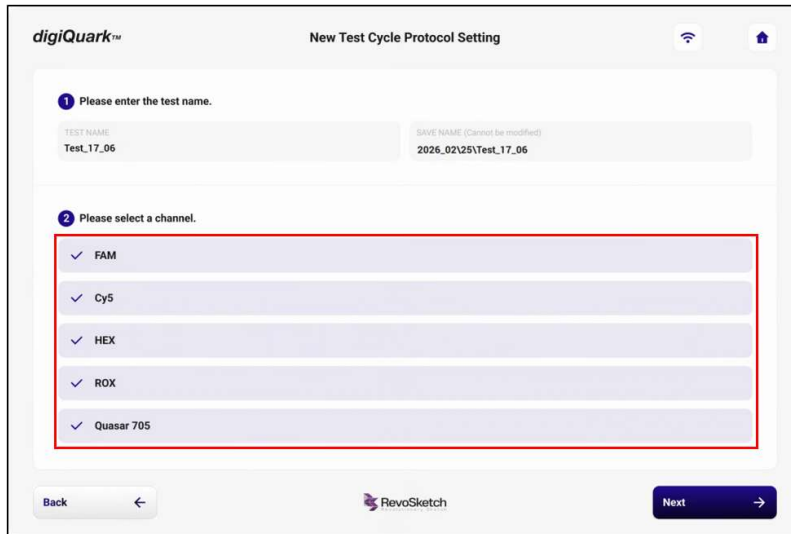 digiQuark™
New Test Cycle Protocol Setting
1 Please enter the test name.
TEST NAME
Test_17_06
SAVE NAME (Cannot be modified)
2026_02\25\Test_17_06
2 Please select a channel.
FAM
Cy5
HEX
ROX
Quasar 705
Back
RevoSketch
Next